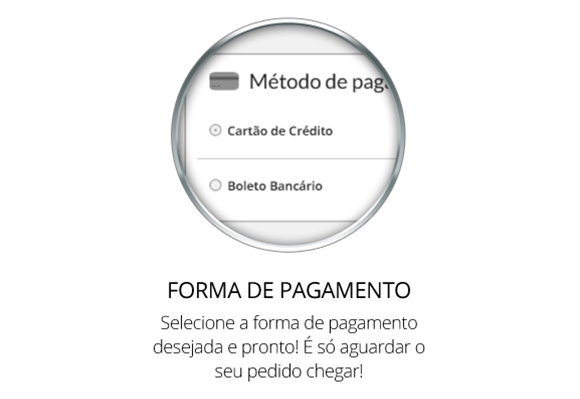 Método de pag
Cartão de Crédito
Boleto Bancário
FORMA DE PAGAMENTO
Selecione a forma de pagamento
desejada e pronto! É só aguardar o
seu pedido chegar!